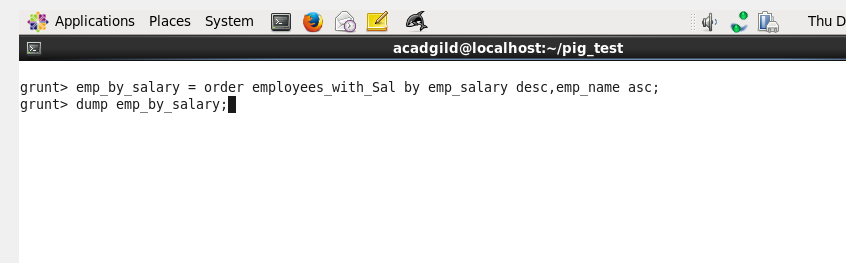 Applications Places System Thu D
acadgild@localhost:~/pig_test
grunt> emp_by_salary = order employees_with_Sal by emp_salary desc,emp_name asc;
grunt> dump emp_by_salary;